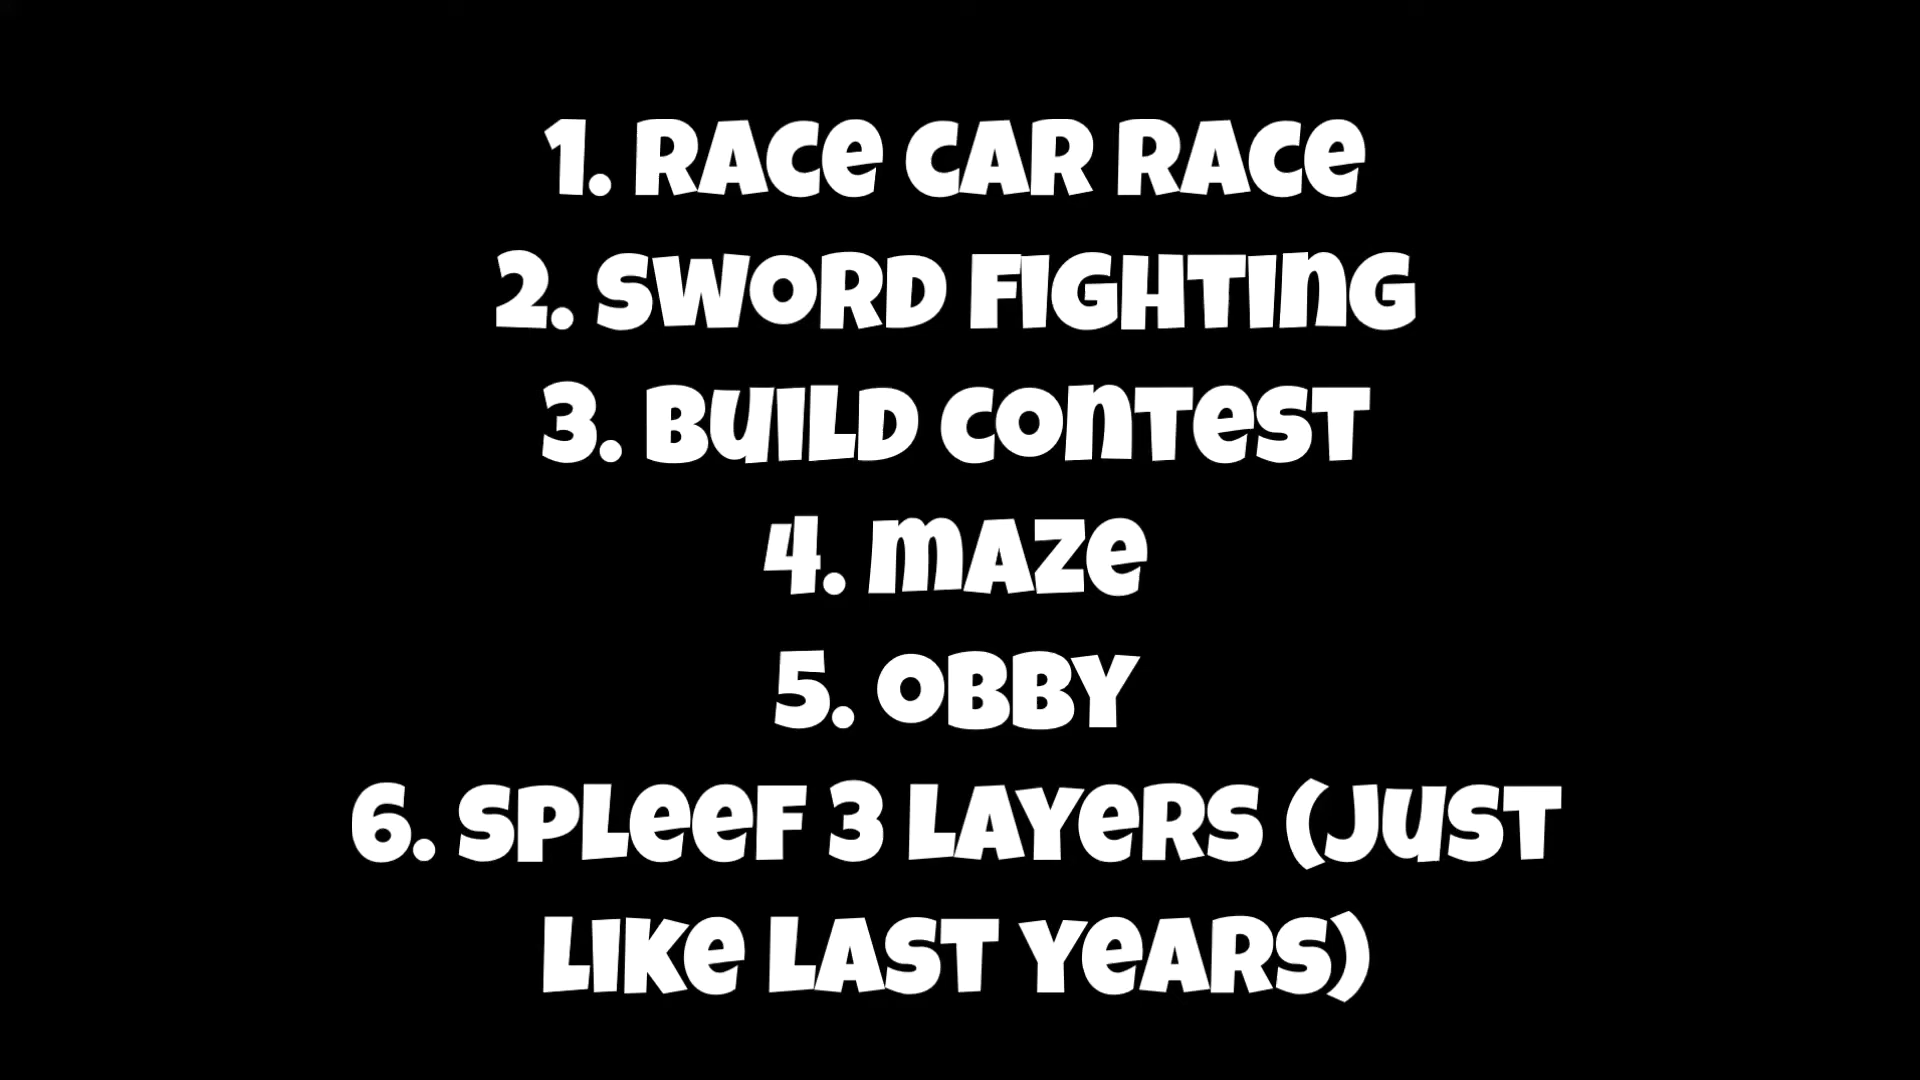 1. Race Car Race
2. Sword Fighting
3. Build Contest
4. Maze
5. Obby
6. Spleef 3 Layers (Just
Like Last Years)